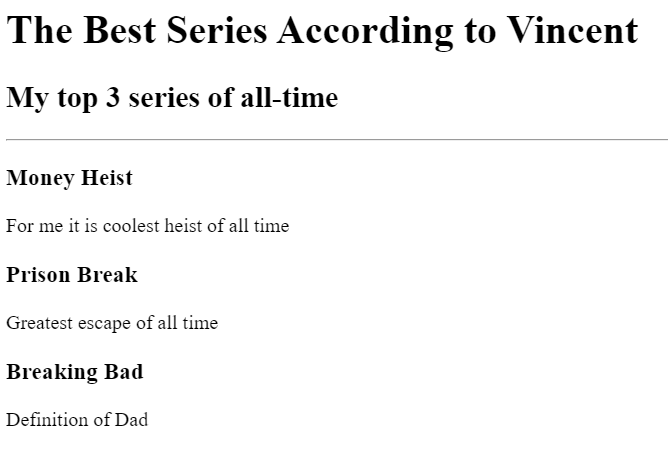 The Best Series According to Vincent
My top 3 series of all-time
Money Heist
For me it is coolest heist of all time
Prison Break
Greatest escape of all time
Breaking Bad
Definition of Dad